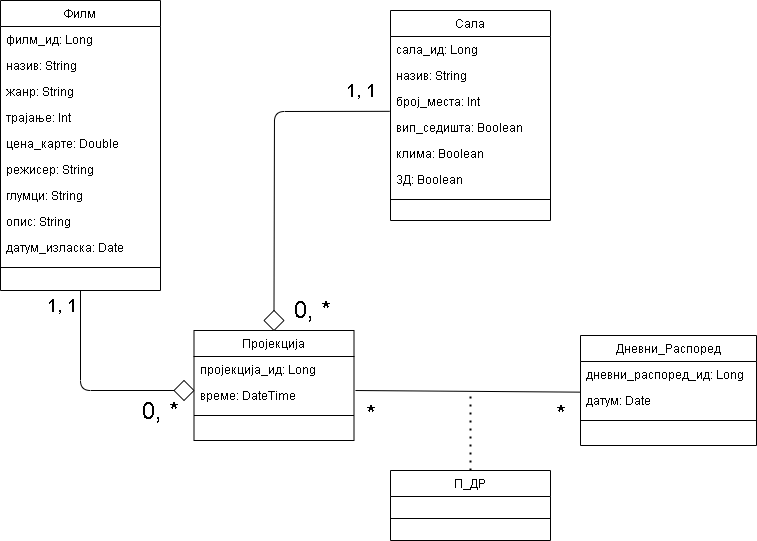 Филм
филм_ид: Long
назив: String
жанр: String
трајање: Int
цена_карте: Double
режисер: String
глумци: String
опис: String
датум_изласка: Date
1, 1
0, *
Сала
сала_ид: Long
назив: String
број_места: Int
вип_седишта: Boolean
клима: Boolean
3Д: Boolean
1, 1
0, *
Пројекција
пројекција_ид: Long
време: DateTime
*
*
Дневни_Распоред
дневни_распоред_ид: Long
датум: Date
П_ДР